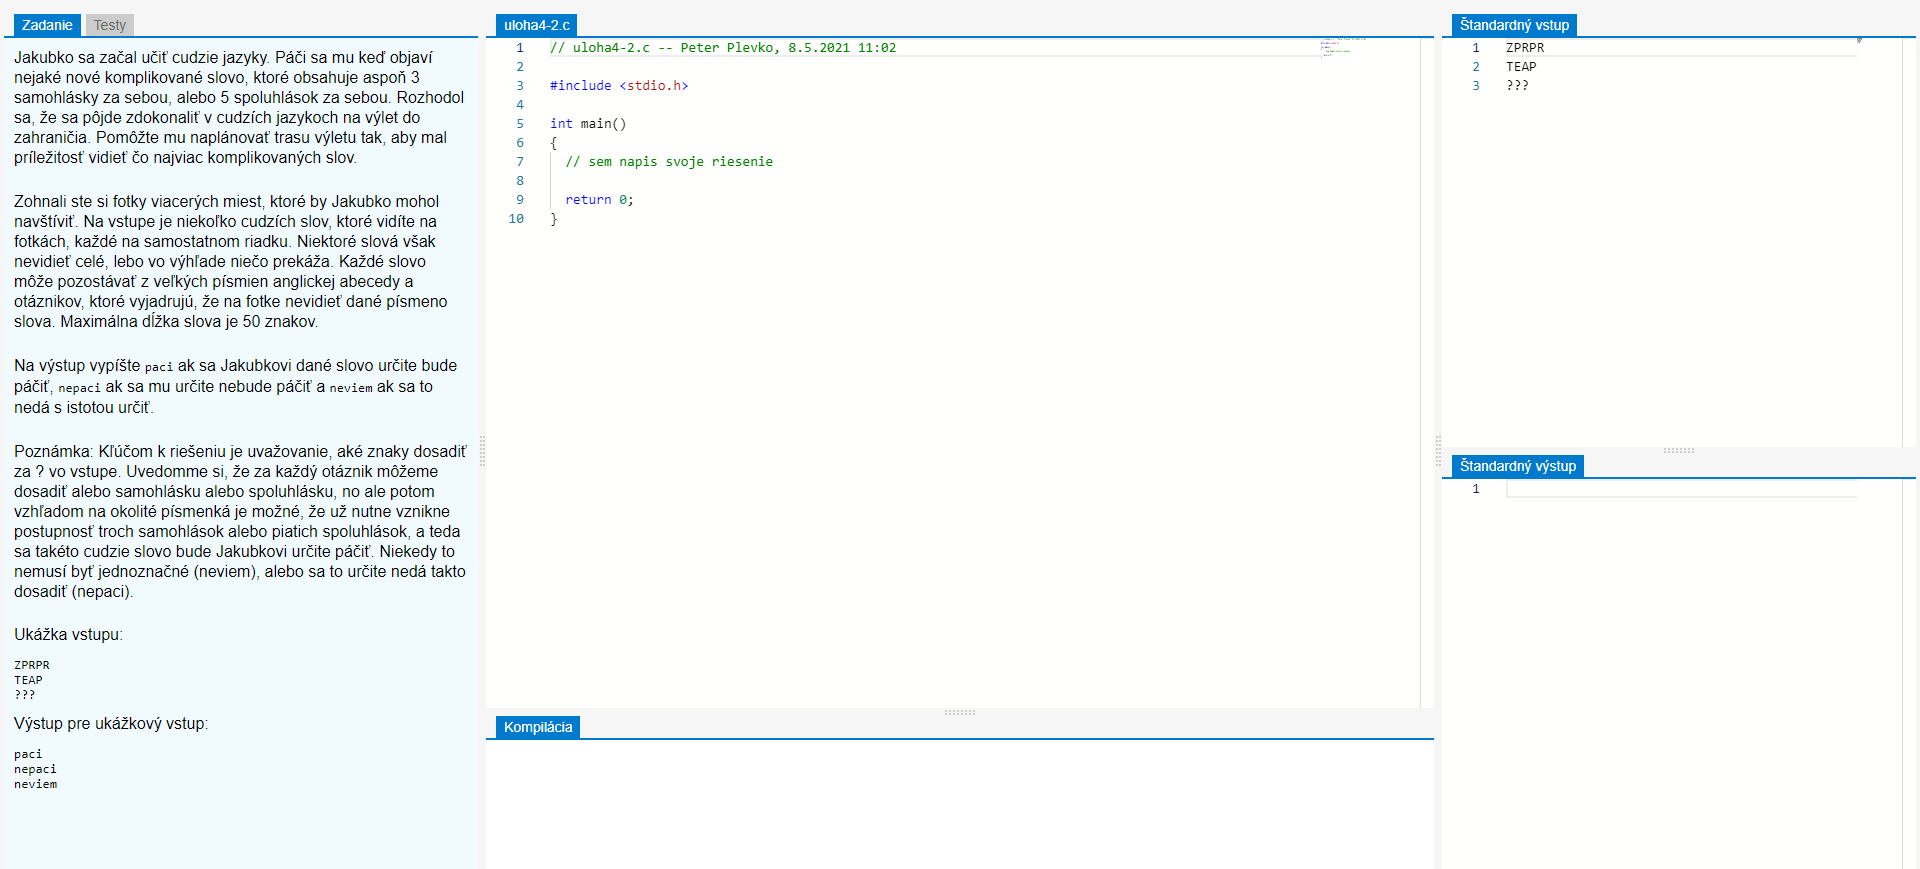 Zadanie
Testy
Jakubko sa začal učiť cudzie jazyky. Páči sa mu keď objaví
nejaké nové komplikované slovo, ktoré obsahuje aspoň 3
samohlásky za sebou, alebo 5 spoluhlások za sebou. Rozhodol
sa, že sa pôjde zdokonaliť v cudzích jazykoch na výlet do
zahraničia. Pomôžte mu naplánovať trasu výletu tak, aby mal
príležitosť vidieť čo najviac komplikovaných slov.
Zohnali ste si fotky viacerých miest, ktoré by Jakubko mohol
navštíviť. Na vstupe je niekoľko cudzích slov, ktoré vidíte na
fotkách, každé na samostatnom riadku. Niektoré slová však
nevidieť celé, lebo vo výhľade niečo prekáža. Každé slovo
môže pozostávať z veľkých písmien anglickej abecedy a
otáznikov, ktoré vyjadrujú, že na fotke nevidieť dané písmeno
slova. Maximálna dĺžka slova je 50 znakov.
Na výstup vypíšte paci ak sa Jakubkovi dané slovo určite bude
páčiť, nepaci ak sa mu určite nebude páčiť a neviem ak sa to
nedá s istotou určiť.
Poznámka: Kľúčom k riešeniu je uvažovanie, aké znaky dosadiť
za ? vo vstupe. Uvedomme si, že za každý otáznik môžeme
dosadiť alebo samohlásku alebo spoluhlásku, no ale potom
vzhľadom na okolité písmenká je možné, že už nutne vznikne
postupnosť troch samohlások alebo piatich spoluhlások, a teda
sa takéto cudzie slovo bude Jakubkovi určite páčiť. Niekedy to
nemusí byť jednoznačné (neviem), alebo sa to určite nedá takto
dosadiť (nepaci).
Ukážka vstupu:
ZPRPR
TEAP
???
Výstup pre ukážkový vstup:
paci
nepaci
neviem
uloha4-2.c
1 // uloha4-2.c -- Peter Plevko, 8.5.2021 11:02
2
3 #include <stdio.h>
4
5 int main()
6 {
7 // sem napis svoje riesenie
8
9 return 0;
10 }
Kompilácia
Štandardný vstup
1 ZPRPR
2 TEAP
3 ???
Štandardný výstup
1